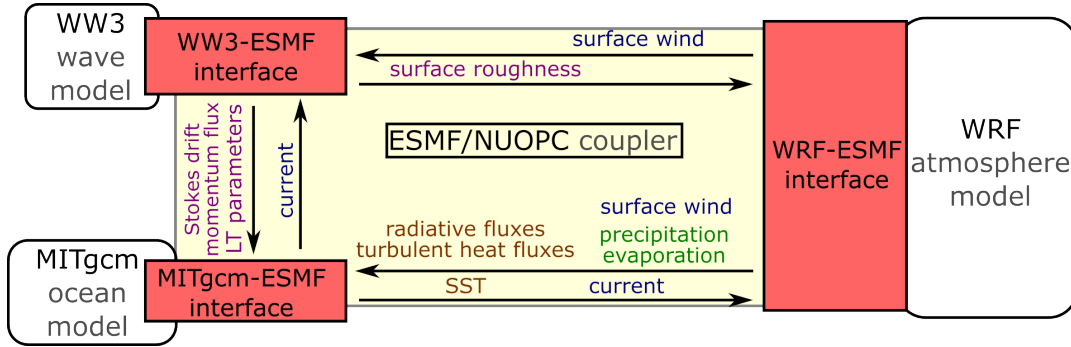 WW3
wave
model
WW3-ESMF
interface
surface wind
surface roughness
ESMF/NUOPC coupler
WRF-ESMF
interface
WRF
atmosphere
model
Stokes drift
momentum flux
LT parameters
current
surface wind
radiative fluxes
precipitation
turbulent heat fluxes
evaporation
SST
current
MITgcm
ocean
model
MITgcm-ESMF
interface